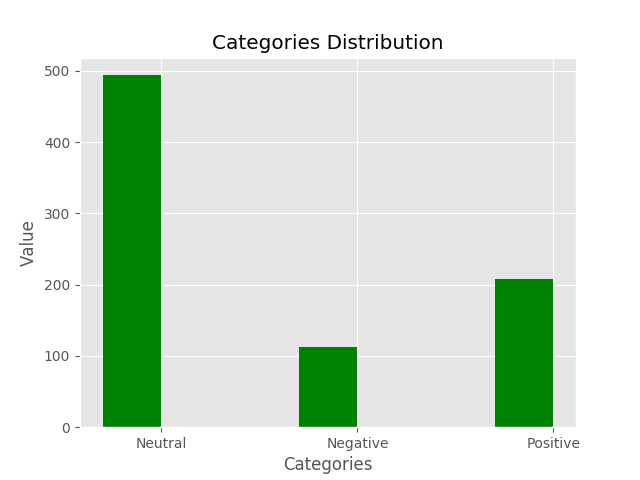 Categories Distribution
500
400
300
200
100
0
Value
Neutral
Negative
Positive
Categories